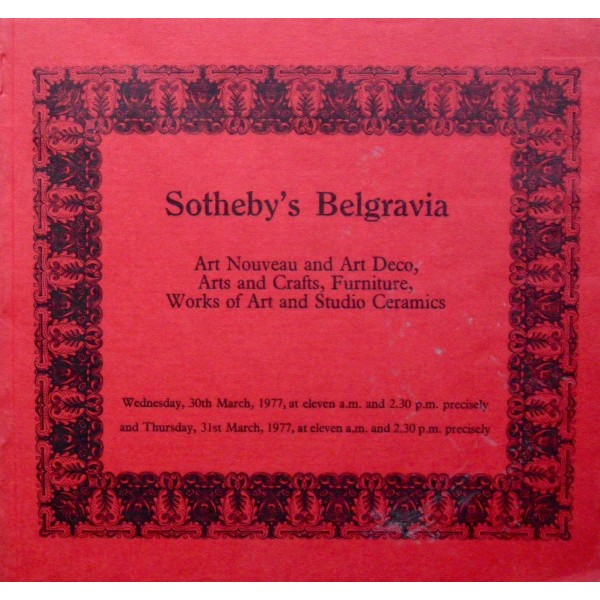 Sotheby's Belgravia
Art Nouveau and Art Deco,
Arts and Crafts, Furniture,
Works of Art and Studio Ceramics
Wednesday, 30th March, 1977, at eleven a.m. and 2.30 p.m. precisely
and Thursday, 31st March, 1977, at eleven a.m. and 2.30 p.m. precisely